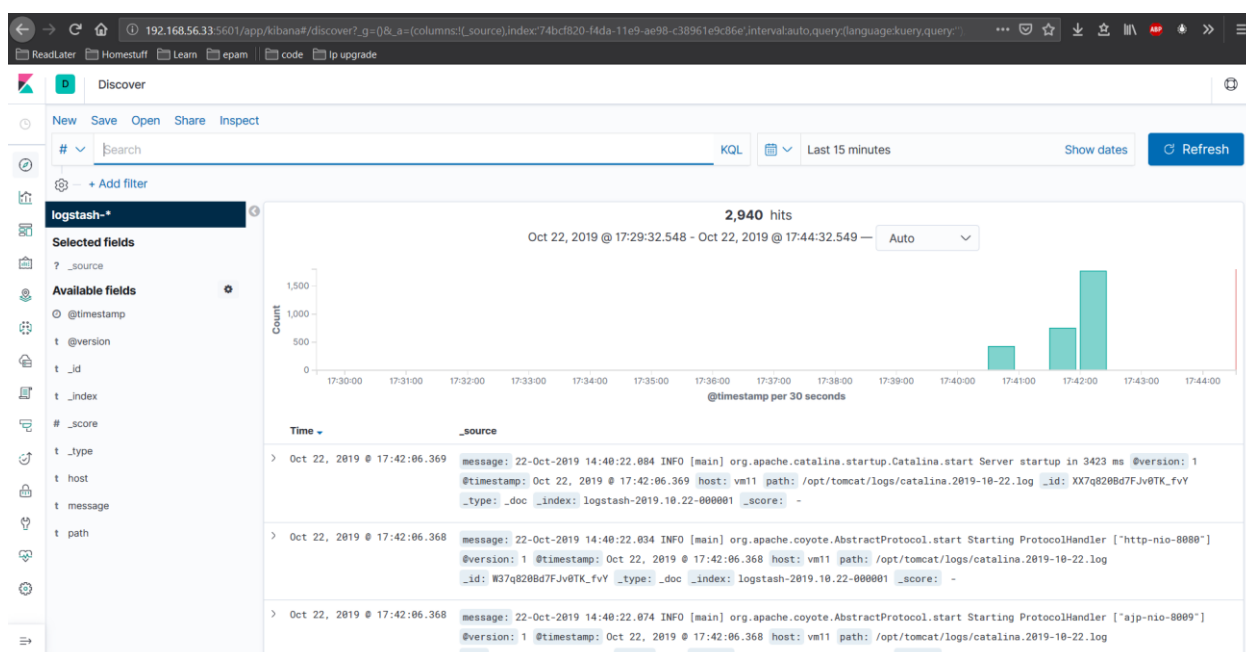 192.168.56.33:5601/app/kibana#/discover?_g=()&_a=(columns:!(_source),index:'74bcf820-f4da-11e9-ae98-c38961e9c86e',interval:auto,query:(language:kuery,query:''
ReadLater Homestuff Learn epam code lp upgrade
D Discover
New Save Open Share Inspect
# Search KQL Last 15 minutes Show dates Refresh
+ Add filter
logstash-*
Selected fields
? _source
Available fields
@timestamp
t @version
t _id
t _index
# _score
t _type
t host
t message
t path
2,940 hits
Oct 22, 2019 @ 17:29:32.548 - Oct 22, 2019 @ 17:44:32.549 — Auto
Count
1,500
1,000
500
0
17:30:00 17:31:00 17:32:00 17:33:00 17:34:00 17:35:00 17:36:00 17:37:00 17:38:00 17:39:00 17:40:00 17:41:00 17:42:00 17:43:00 17:44:00
@timestamp per 30 seconds
Time _source
Oct 22, 2019 @ 17:42:06.369 message: 22-Oct-2019 14:40:22.084 INFO [main] org.apache.catalina.startup.Catalina.start Server startup in 3423 ms @version: 1
@timestamp: Oct 22, 2019 @ 17:42:06.369 host: vm11 path: /opt/tomcat/logs/catalina.2019-10-22.log _id: XX7q820Bd7FJv0TK_fvY
_type: _doc _index: logstash-2019.10.22-000001 _score: -
Oct 22, 2019 @ 17:42:06.368 message: 22-Oct-2019 14:40:22.034 INFO [main] org.apache.coyote.AbstractProtocol.start Starting ProtocolHandler ["http-nio-8080"]
@version: 1 @timestamp: Oct 22, 2019 @ 17:42:06.368 host: vm11 path: /opt/tomcat/logs/catalina.2019-10-22.log
_id: W37q820Bd7FJv0TK_fvY _type: _doc _index: logstash-2019.10.22-000001 _score: -
Oct 22, 2019 @ 17:42:06.368 message: 22-Oct-2019 14:40:22.074 INFO [main] org.apache.coyote.AbstractProtocol.start Starting ProtocolHandler ["ajp-nio-8009"]
@version: 1 @timestamp: Oct 22, 2019 @ 17:42:06.368 host: vm11 path: /opt/tomcat/logs/catalina.2019-10-22.log